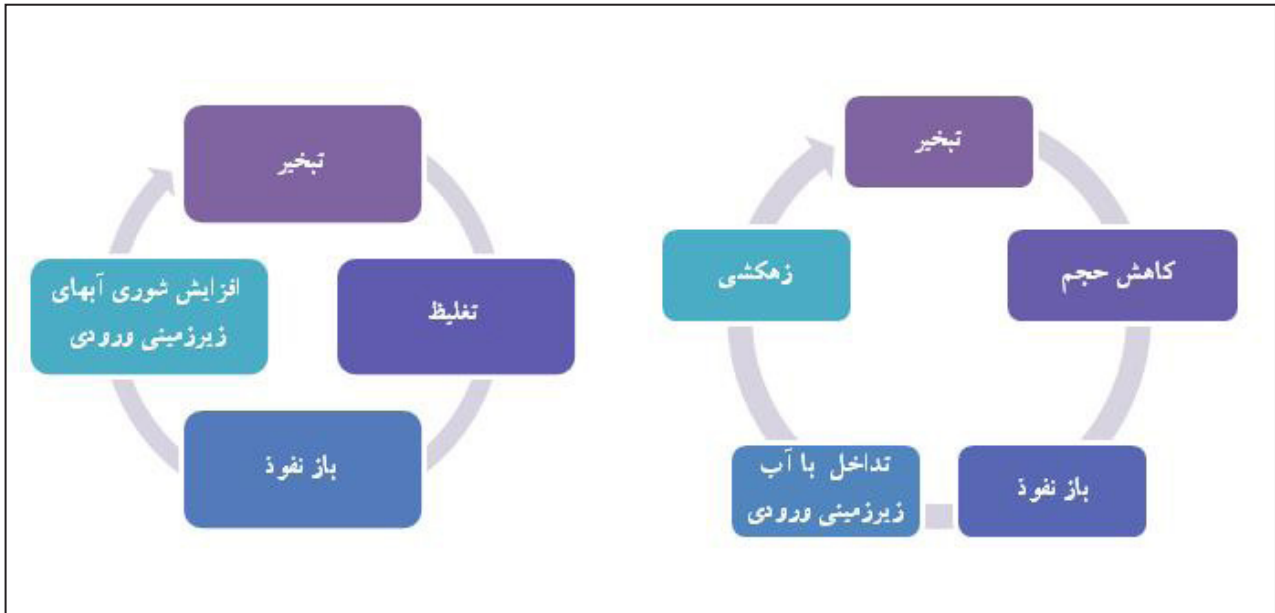 تبخیر
کاهش حجم
باز نفوذ
تداخل با آب
زیرزمینی ورودی
زهکشی
تبخیر
تغلیظ
باز نفوذ
افزایش شوری آبهای
زیرزمینی ورودی